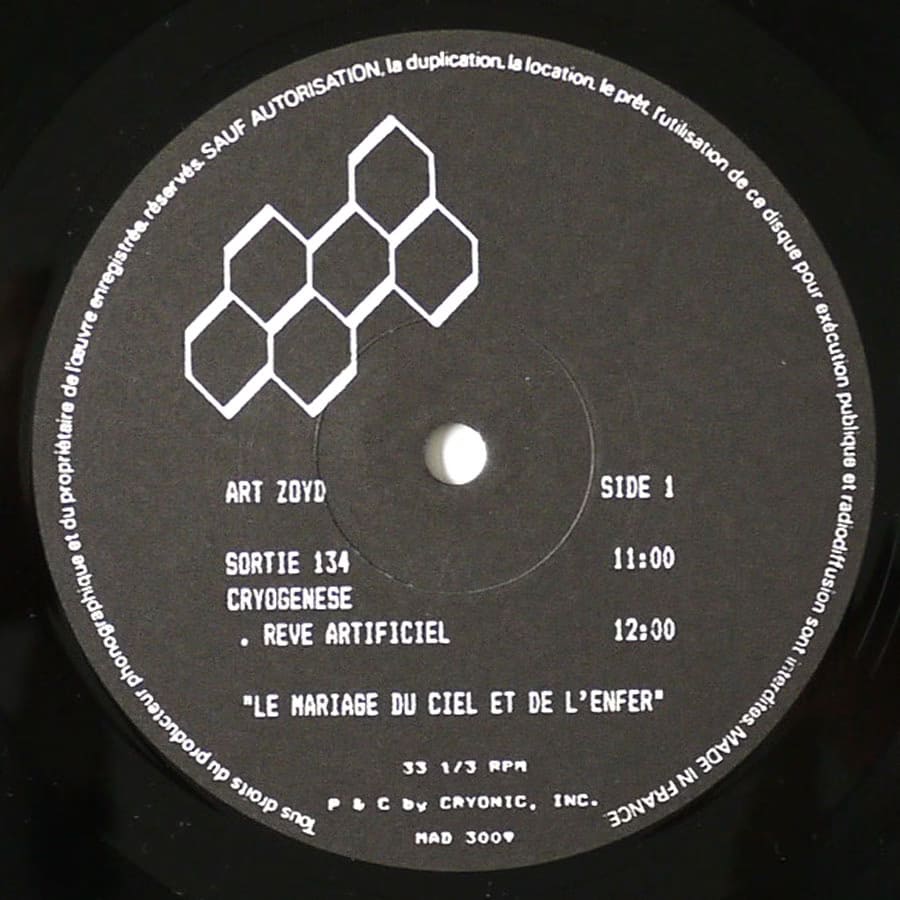 Tous droits du producteur phonographique et du propriétaire de l'œuvre enregistrée, réservés. SAUF AUTORISATION, la duplication, la location, le prêt, l'utilisation de ce disque pour exécution publique et radiodiffusion sont interdites. MADE IN FRANCE.
ART ZOYD SIDE 1
SORTIE 134 11:00
CRYOGENESE
. REVE ARTIFICIEL 12:00
"LE MARIAGE DU CIEL ET DE L'ENFER"
33 1/3 RPM
P & C by CRYONIC, INC.
MAD 3009